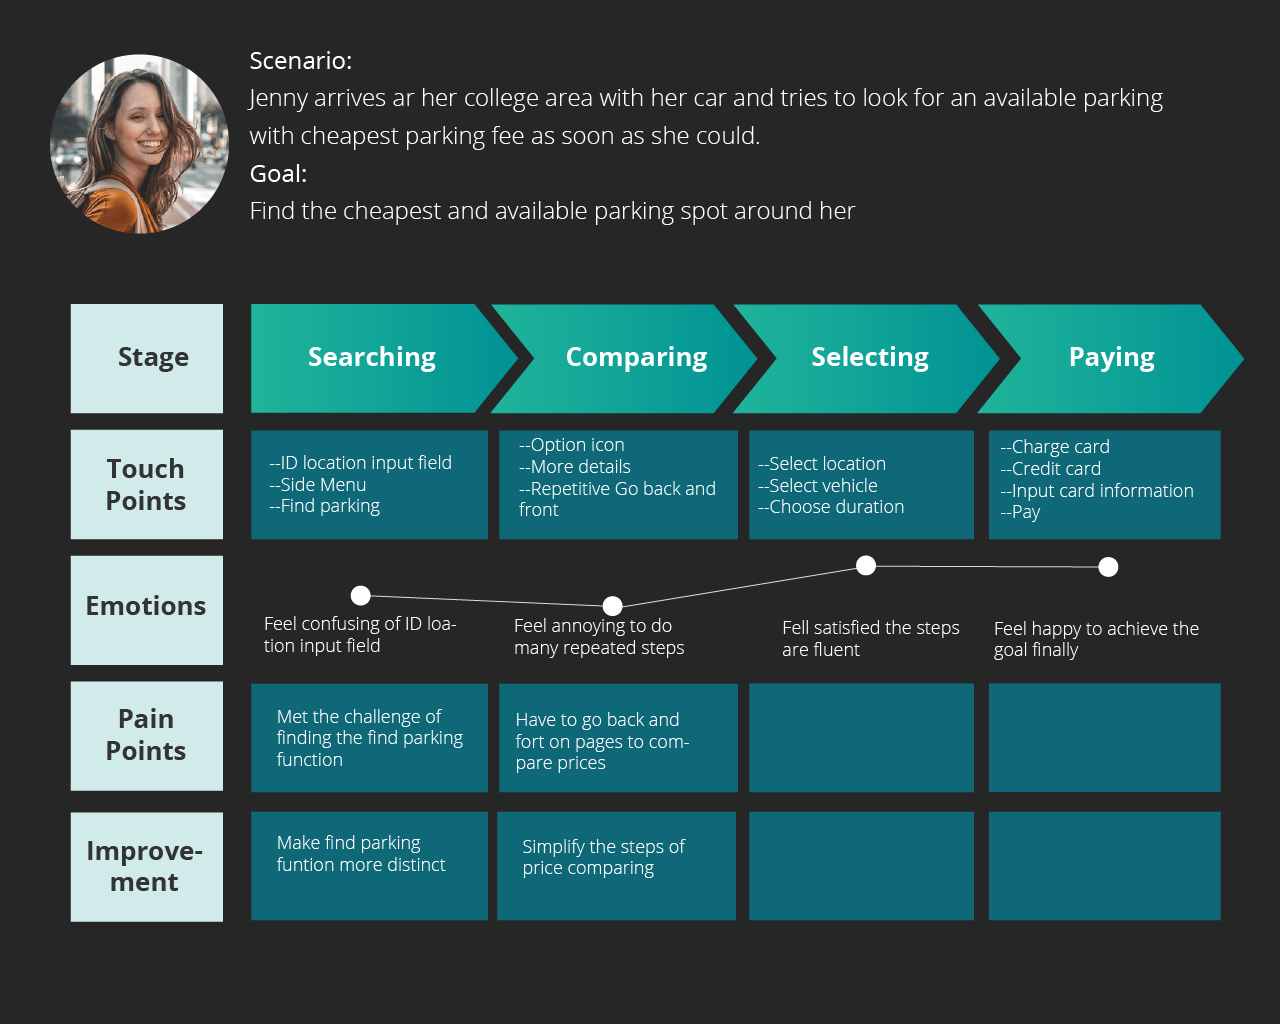 Scenario:
Jenny arrives ar her college area with her car and tries to look for an available parking
with cheapest parking fee as soon as she could.
Goal:
Find the cheapest and available parking spot around her
Stage
Searching
Comparing
Selecting
Paying
Touch
Points
--ID location input field
--Side Menu
--Find parking
--Option icon
--More details
--Repetitive Go back and
front
--Select location
--Select vehicle
--Choose duration
--Charge card
--Credit card
--Input card information
--Pay
Emotions
Feel confusing of ID loa-
tion input field
Feel annoying to do
many repeated steps
Fell satisfied the steps
are fluent
Feel happy to achieve the
goal finally
Pain
Points
Met the challenge of
finding the find parking
function
Have to go back and
fort on pages to com-
pare prices
Improve-
ment
Make find parking
funtion more distinct
Simplify the steps of
price comparing